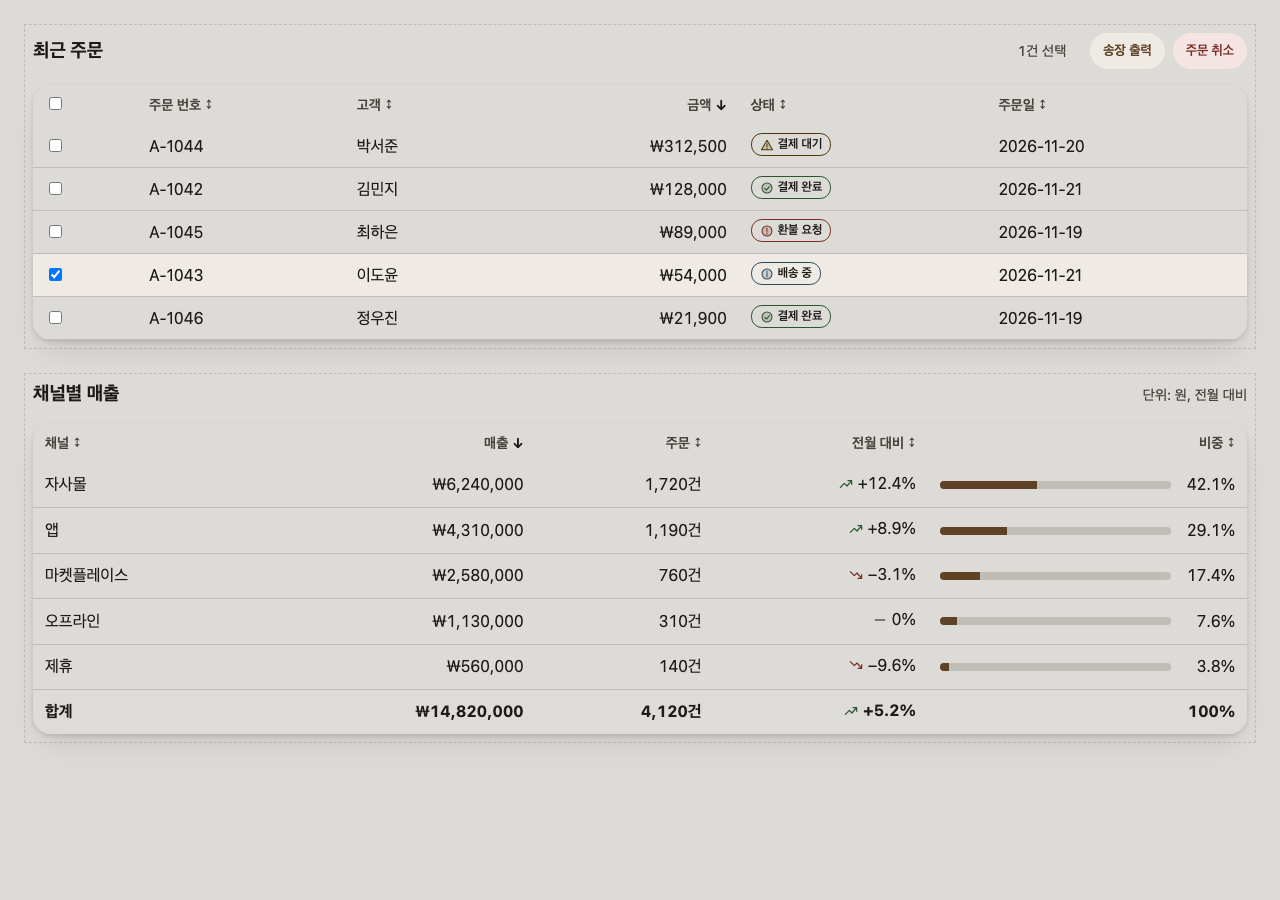 최근 주문
1건 선택 송장 출력 주문 취소
주문 번호 ↕ 고객 ↕ 금액 ↓ 상태 ↕ 주문일 ↕
A-1044 박서준 ₩312,500 결제 대기 2026-11-20
A-1042 김민지 ₩128,000 결제 완료 2026-11-21
A-1045 최하은 ₩89,000 환불 요청 2026-11-19
A-1043 이도윤 ₩54,000 배송 중 2026-11-21
A-1046 정우진 ₩21,900 결제 완료 2026-11-19
채널별 매출
단위: 원, 전월 대비
채널 ↕ 매출 ↓ 주문 ↕ 전월 대비 ↕ 비중 ↕
자사몰 ₩6,240,000 1,720건 +12.4% 42.1%
앱 ₩4,310,000 1,190건 +8.9% 29.1%
마켓플레이스 ₩2,580,000 760건 −3.1% 17.4%
오프라인 ₩1,130,000 310건 0% 7.6%
제휴 ₩560,000 140건 −9.6% 3.8%
합계 ₩14,820,000 4,120건 +5.2% 100%